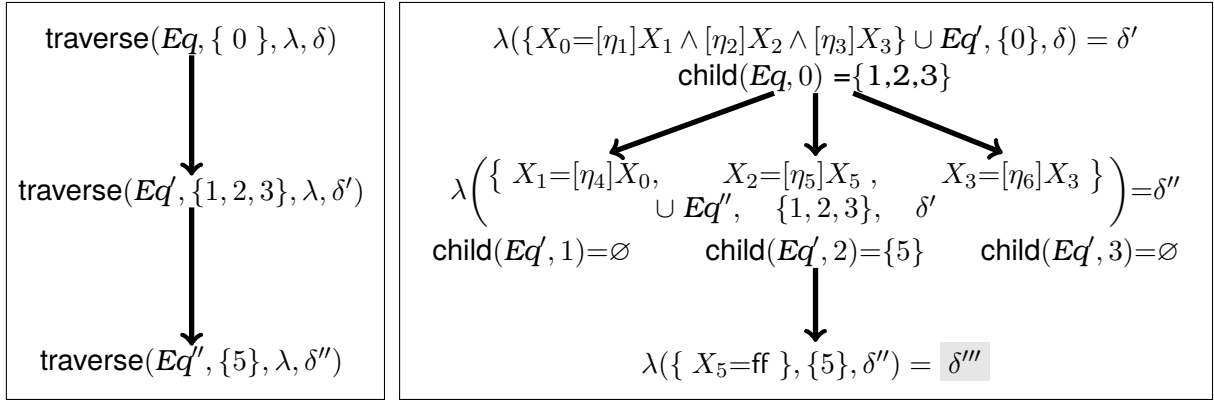 traverse(Eq, { 0 }, λ, δ)
traverse(Eq′, {1, 2, 3}, λ, δ′)
traverse(Eq″, {5}, λ, δ″)
λ({X₀=[η₁]X₁ ∧ [η₂]X₂ ∧ [η₃]X₃} ∪ Eq′, {0}, δ) = δ′
child(Eq, 0) ={1,2,3}
λ({ X₁=[η₄]X₀, X₂=[η₅]X₅ , X₃=[η₆]X₃ }
∪ Eq″, {1, 2, 3}, δ′)=δ″
child(Eq′, 1)=∅ child(Eq′, 2)={5} child(Eq′, 3)=∅
λ({ X₅=ff }, {5}, δ″) = δ‴